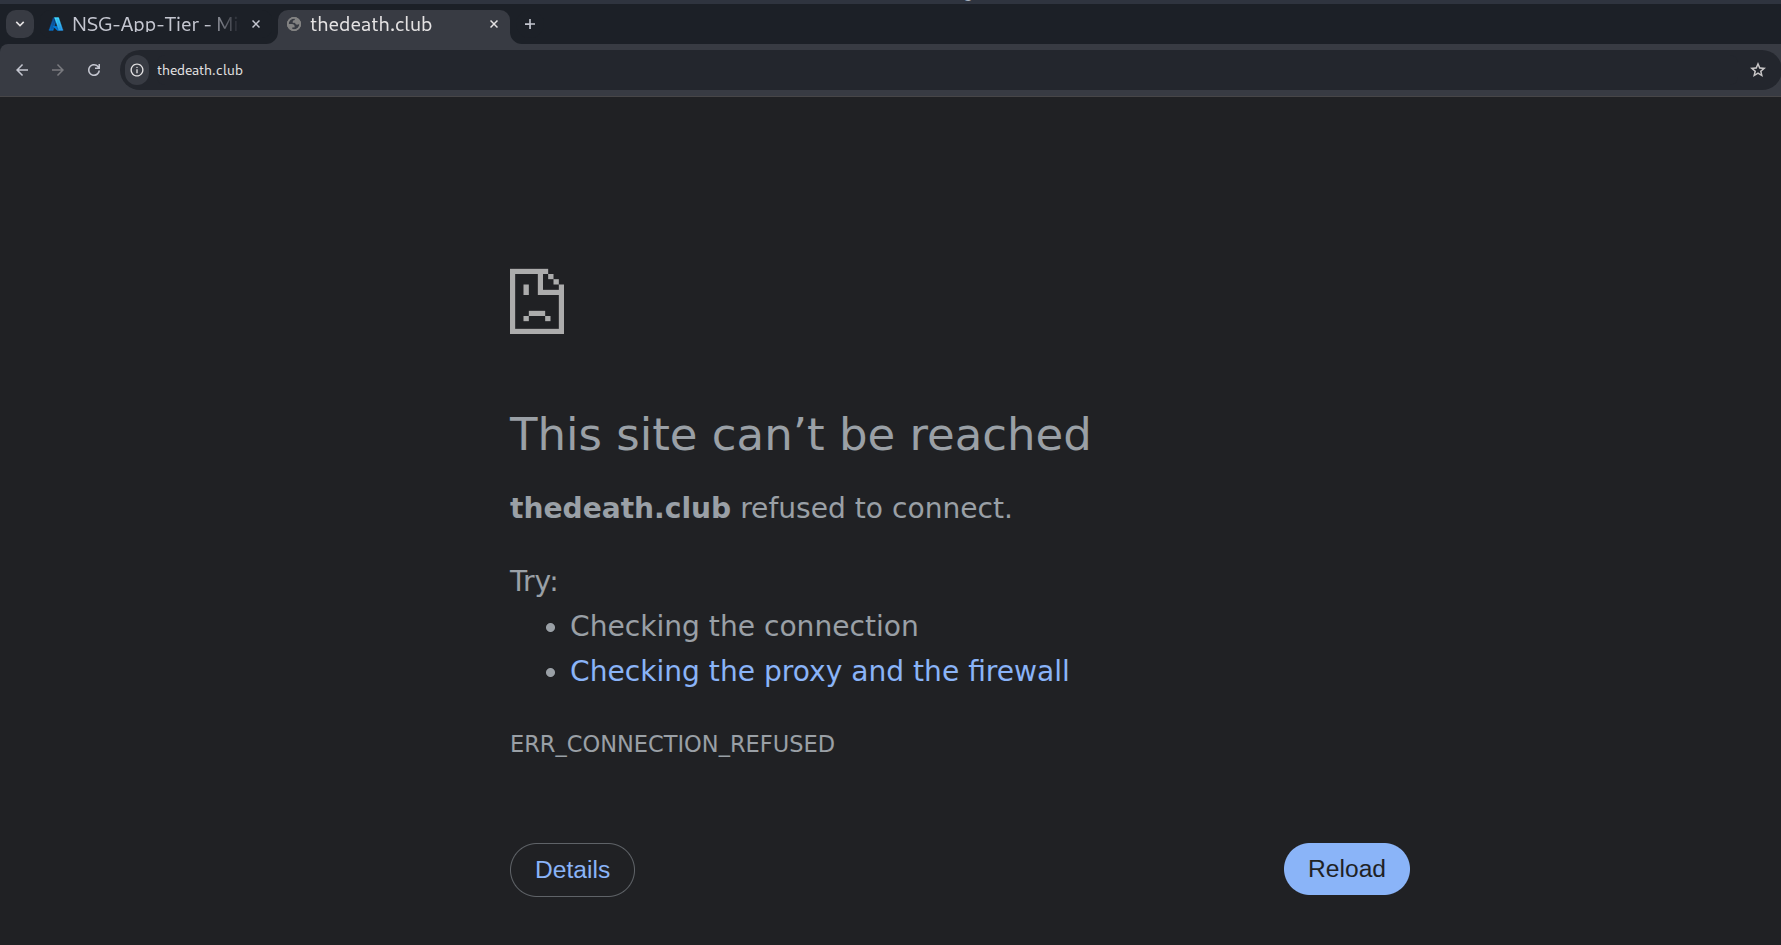 NSG-App-Tier - Mi
thedeath.club
thedeath.club
This site can’t be reached
thedeath.club refused to connect.
Try:
• Checking the connection
• Checking the proxy and the firewall
ERR_CONNECTION_REFUSED
Details
Reload